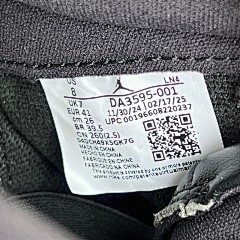 US 8 LN4
UK 7 DA3595-001
EUR 41 11/30/24 02/17/25
cm 26 UPC 00196608220237
BR 39.5
CN 260(2.5)
MADE IN CHINA
FABRIQUÉ EN CHINE
FABRICADO EN CHINA